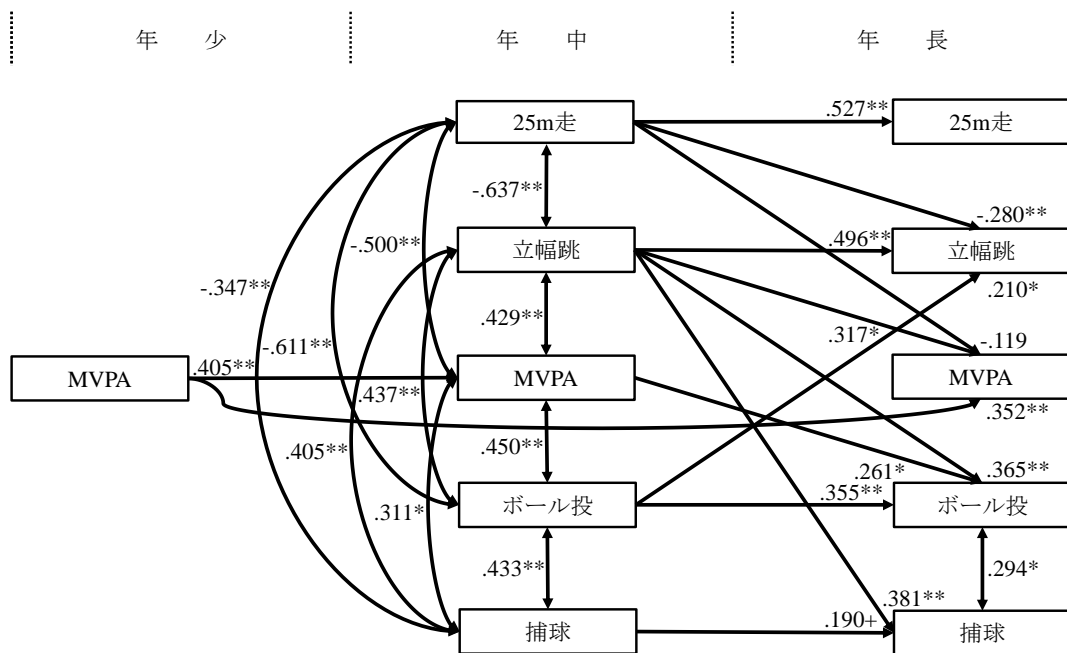 年 少
年 中
年 長
25m走
.527**
25m走
-.637**
-.280**
-.500**
立幅跳
.496**
立幅跳
-.347**
.210*
.429**
.317*
-.611**
-.119
MVPA
.405**
MVPA
MVPA
.437**
.352**
.405**
.450**
.261*
.365**
.311*
ボール投
.355**
ボール投
.433**
.294*
.381**
捕球
.190+
捕球